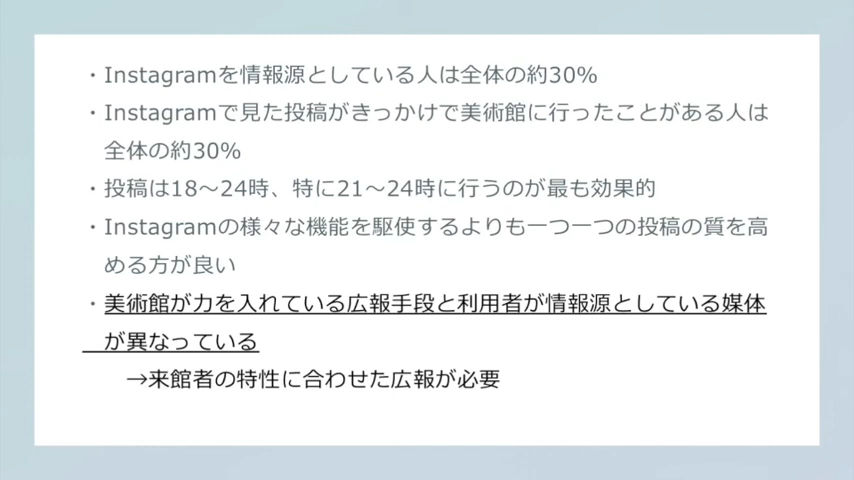 ・Instagramを情報源としている人は全体の約30%
・Instagramで見た投稿がきっかけで美術館に行ったことがある人は
全体の約30%
・投稿は18～24時、特に21～24時に行うのが最も効果的
・Instagramの様々な機能を駆使するよりも一つ一つの投稿の質を高
める方が良い
・美術館が力を入れている広報手段と利用者が情報源としている媒体
が異なっている
→来館者の特性に合わせた広報が必要